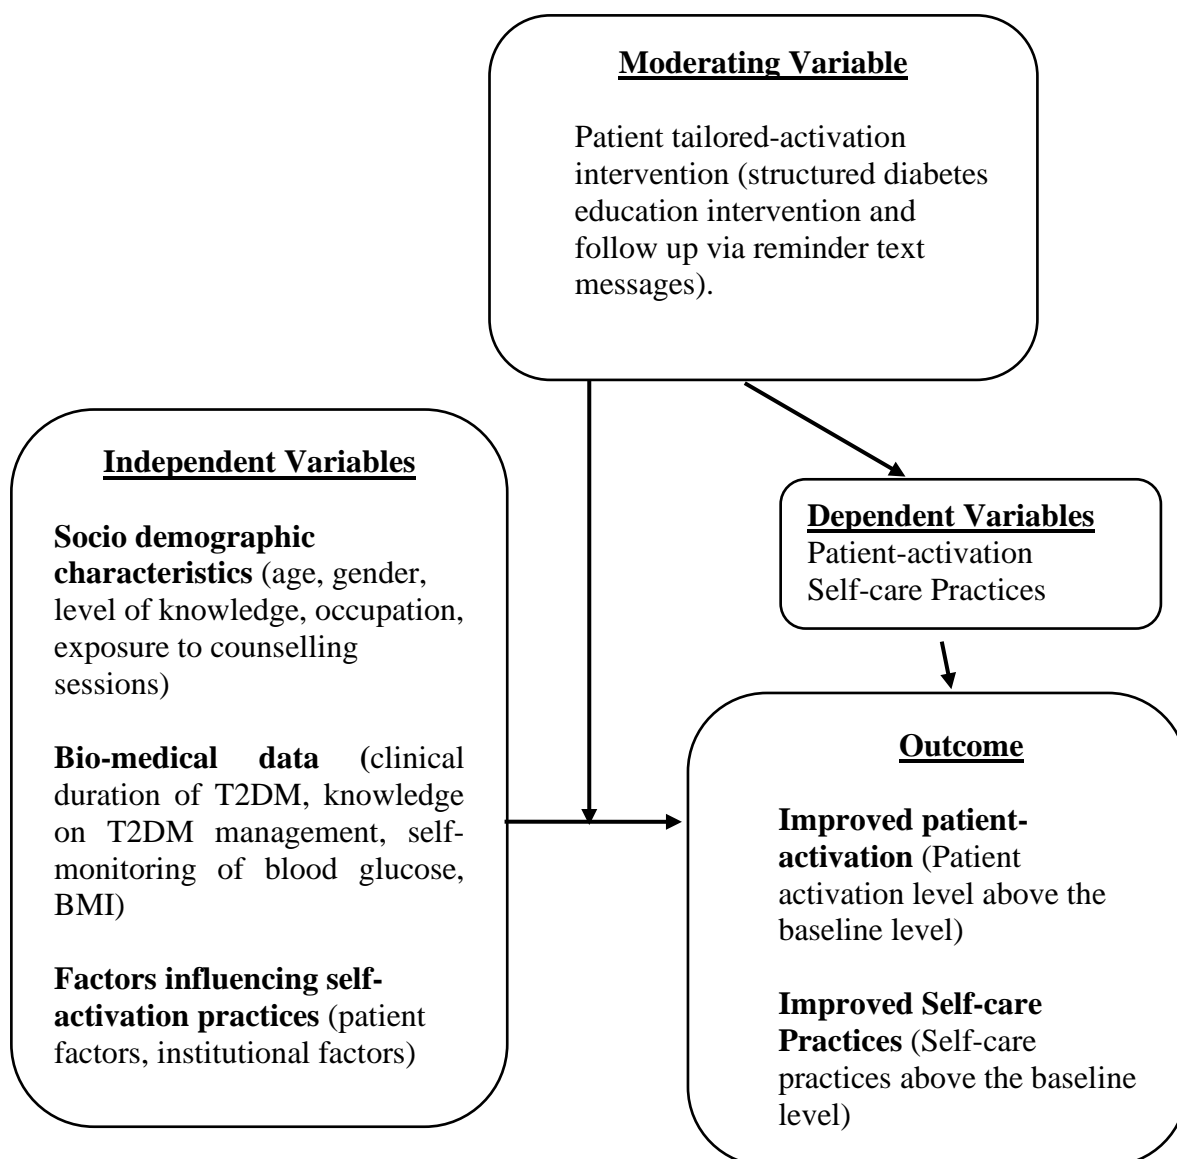 Moderating Variable
Patient tailored-activation
intervention (structured diabetes
education intervention and
follow up via reminder text
messages).
Independent Variables
Socio demographic
characteristics (age, gender,
level of knowledge, occupation,
exposure to counselling
sessions)
Bio-medical data (clinical
duration of T2DM, knowledge
on T2DM management, self-
monitoring of blood glucose,
BMI)
Factors influencing self-
activation practices (patient
factors, institutional factors)
Dependent Variables
Patient-activation
Self-care Practices
Outcome
Improved patient-
activation (Patient
activation level above the
baseline level)
Improved Self-care
Practices (Self-care
practices above the baseline
level)